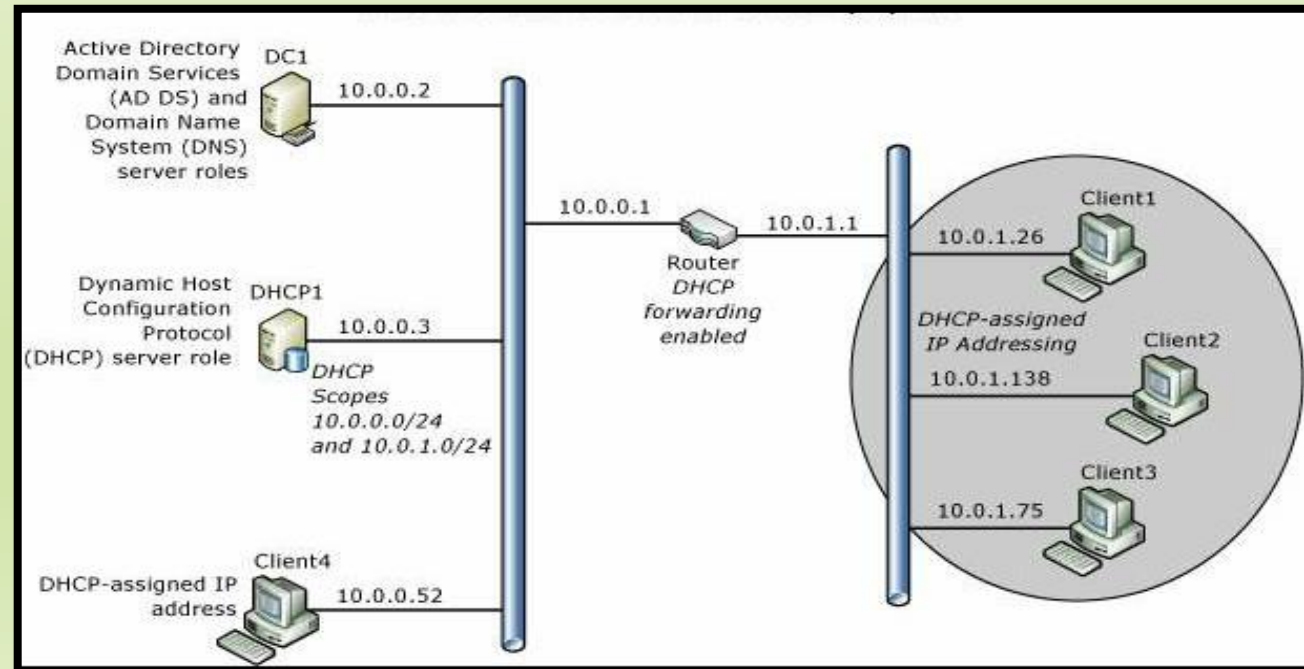 Active Directory
Domain Services
(AD DS) and
Domain Name
System (DNS)
server roles
DC1
10.0.0.2
10.0.0.1
Router
DHCP
forwarding
enabled
10.0.1.1
Client1
10.0.1.26
DHCP-assigned
IP Addressing
Client2
10.0.1.138
Client3
10.0.1.75
Dynamic Host
Configuration
Protocol
(DHCP) server role
DHCP1
10.0.0.3
DHCP
Scopes
10.0.0.0/24
and 10.0.1.0/24
Client4
DHCP-assigned IP
address
10.0.0.52